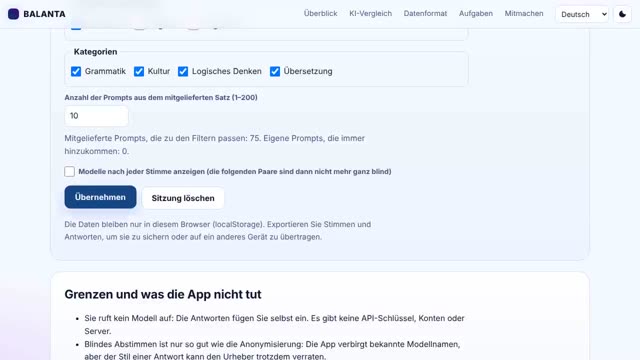 BALANTA
Überblick KI-Vergleich Datenformat Aufgaben Mitmachen Deutsch
Kategorien
Grammatik Kultur Logisches Denken Übersetzung
Anzahl der Prompts aus dem mitgelieferten Satz (1–200)
10
Mitgelieferte Prompts, die zu den Filtern passen: 75. Eigene Prompts, die immer
hinzukommen: 0.
Modelle nach jeder Stimme anzeigen (die folgenden Paare sind dann nicht mehr ganz blind)
Übernehmen Sitzung löschen
Die Daten bleiben nur in diesem Browser (localStorage). Exportieren Sie Stimmen und
Antworten, um sie zu sichern oder auf ein anderes Gerät zu übertragen.
Grenzen und was die App nicht tut
Sie ruft kein Modell auf: Die Antworten fügen Sie selbst ein. Es gibt keine API-Schlüssel, Konten oder
Server.
Blindes Abstimmen ist nur so gut wie die Anonymisierung: Die App verbirgt bekannte Modellnamen,
aber der Stil einer Antwort kann den Urheber trotzdem verraten.